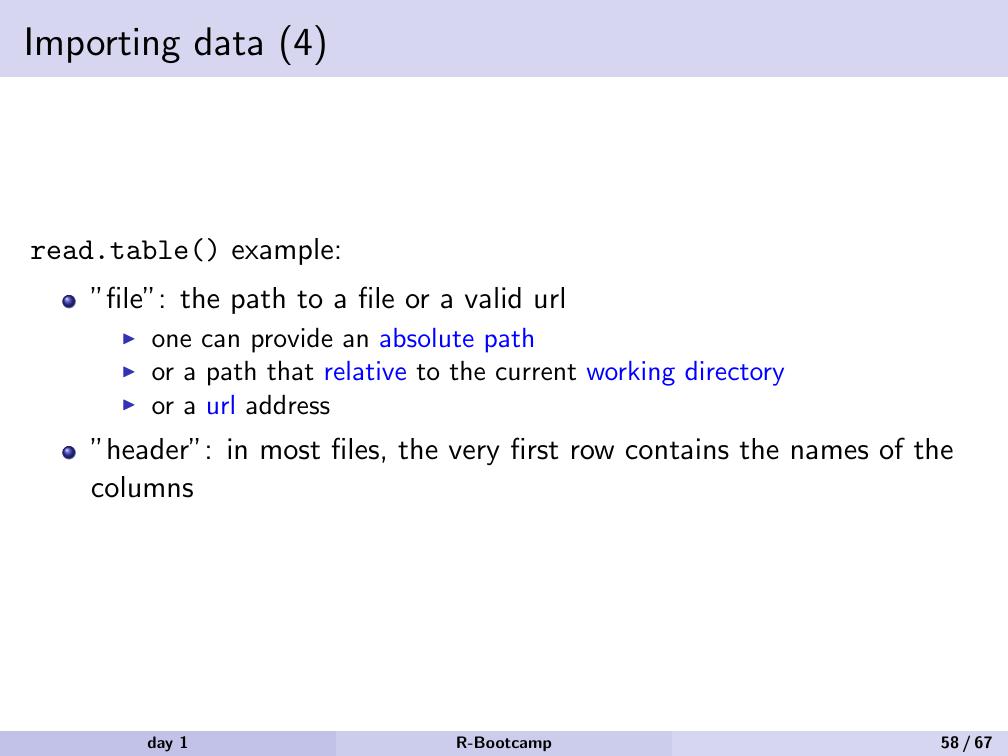 Importing data (4)
read.table() example:
”file”: the path to a file or a valid url
one can provide an absolute path
or a path that relative to the current working directory
or a url address
”header”: in most files, the very first row contains the names of the
columns
day 1 R-Bootcamp 58 / 67